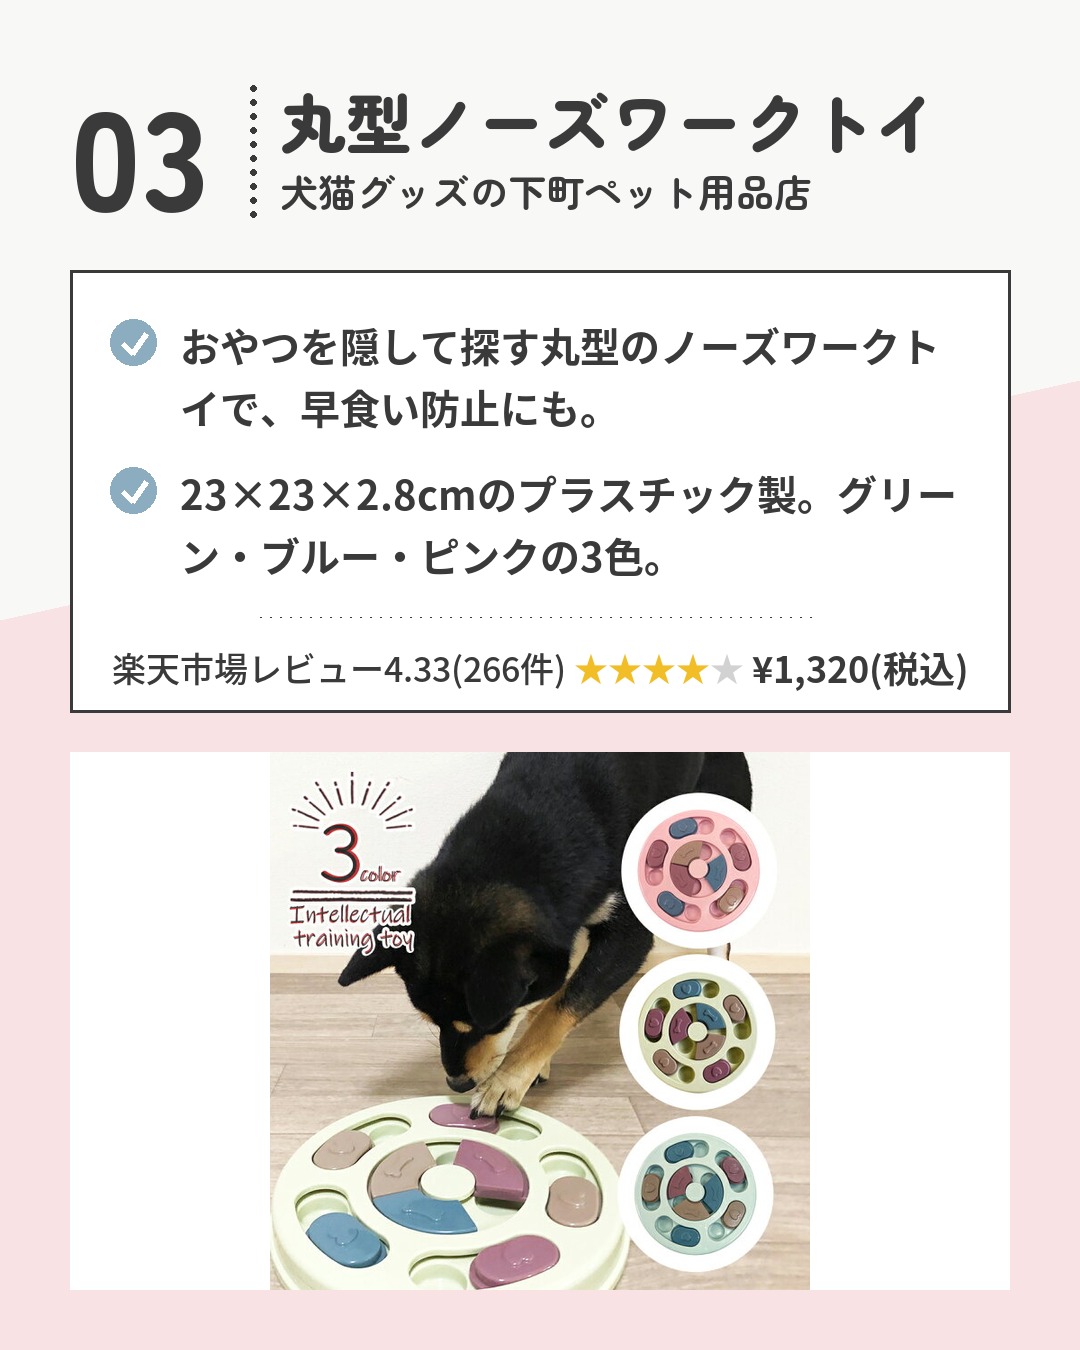 03
丸型ノーズワークトイ
犬猫グッズの下町ペット用品店
おやつを隠して探す丸型のノーズワークト
イで、早食い防止にも。
23×23×2.8cmのプラスチック製。グリー
ン・ブルー・ピンクの3色。
楽天市場レビュー4.33(266件) ★★★★★ ¥1,320(税込)
3color
Intellectual
training toy